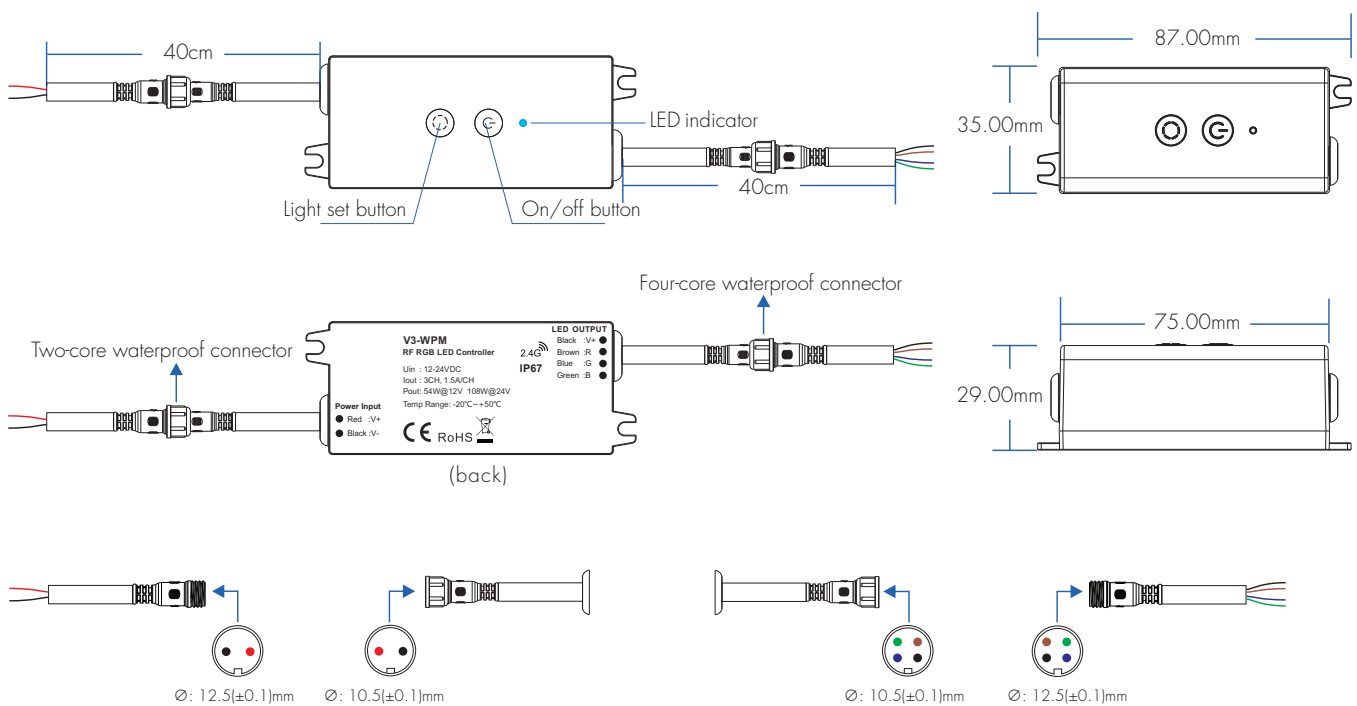 40cm
LED indicator
40cm
Light set button
On/off button
87.00mm
35.00mm
Two-core waterproof connector
Four-core waterproof connector
V3-WPM
RF RGB LED Controller
Uin : 12-24VDC
Iout : 3CH, 1.5A/CH
Pout: 54W@12V 108W@24V
Temp Range: -20℃~+50℃
CE RoHS
2.4G
IP67
LED OUTPUT
Black :V+
Brown :R
Blue :G
Green :B
Power Input
Red :V+
Black :V-
(back)
75.00mm
29.00mm
∅: 12.5(±0.1)mm
∅: 10.5(±0.1)mm
∅: 10.5(±0.1)mm
∅: 12.5(±0.1)mm